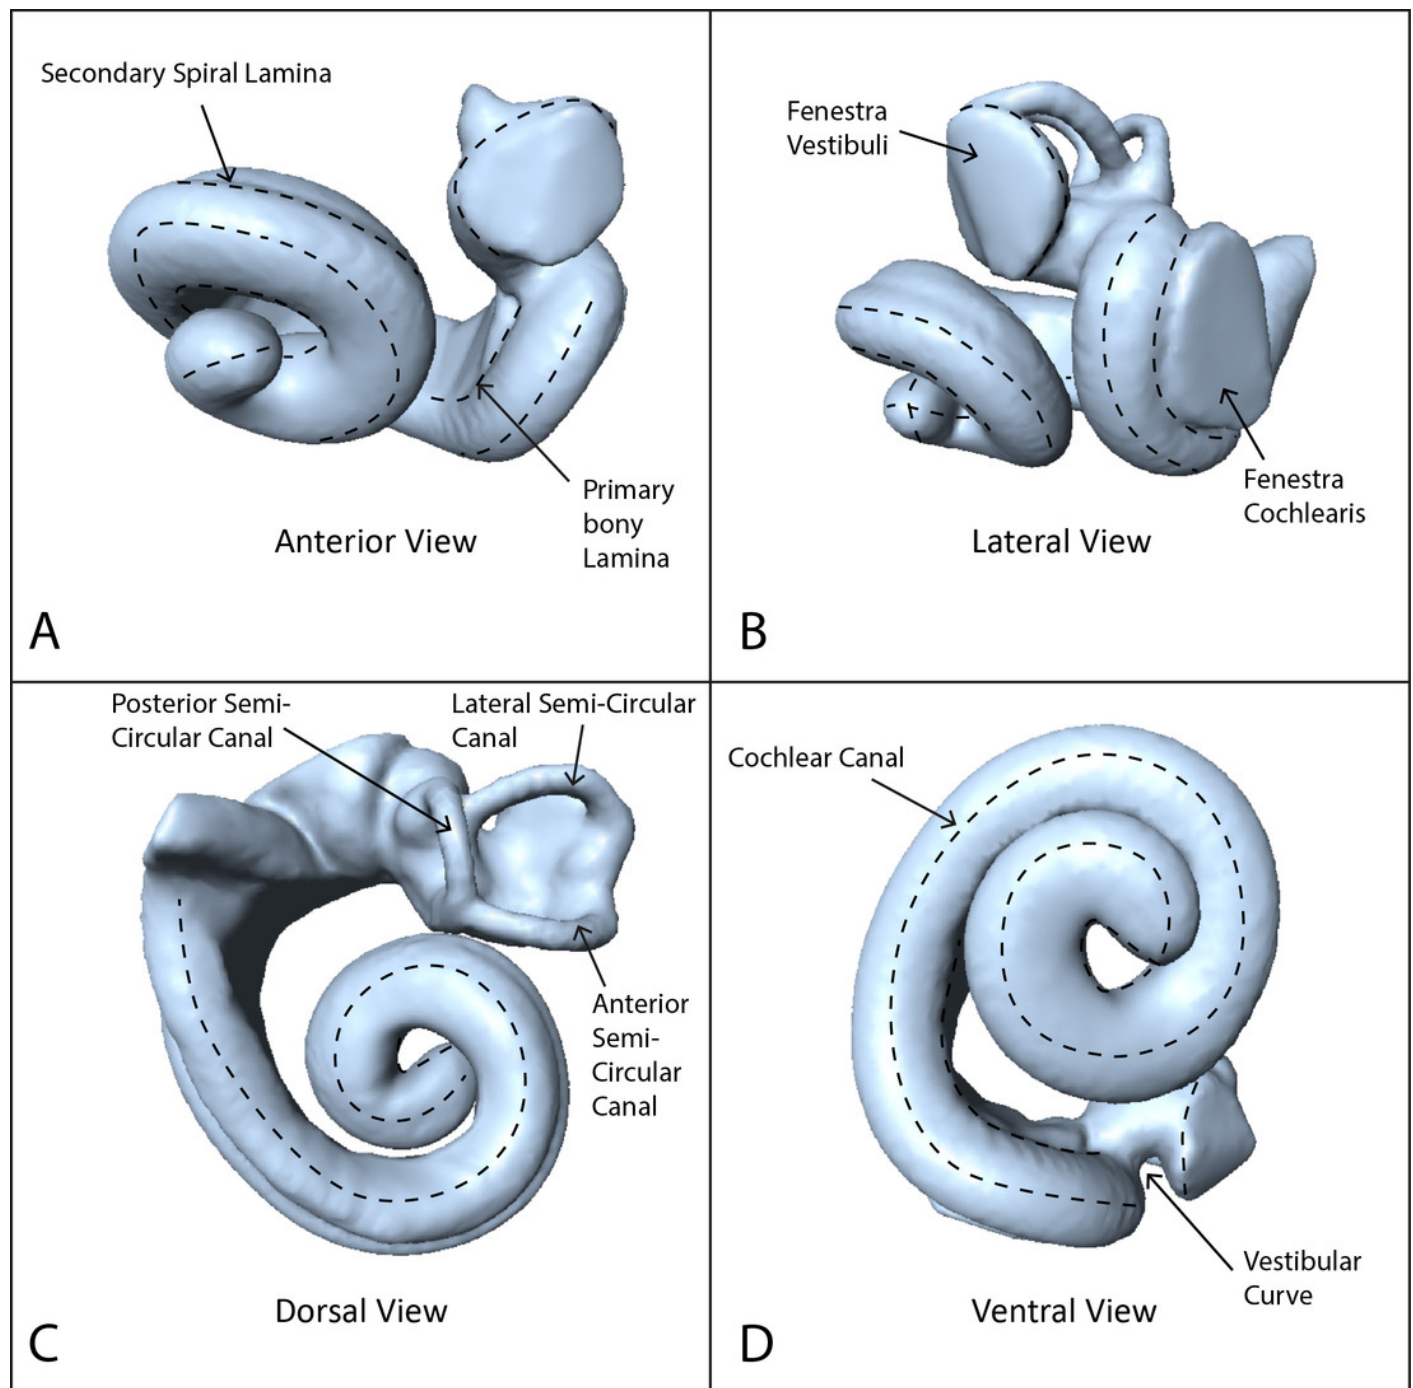 Secondary Spiral Lamina
Primary
bony
Lamina
Anterior View
A
Fenestra
Vestibuli
Fenestra
Cochlearis
Lateral View
B
Posterior Semi-
Circular Canal
Lateral Semi-Circular
Canal
Anterior
Semi-
Circular
Canal
Dorsal View
C
Cochlear Canal
Vestibular
Curve
Ventral View
D